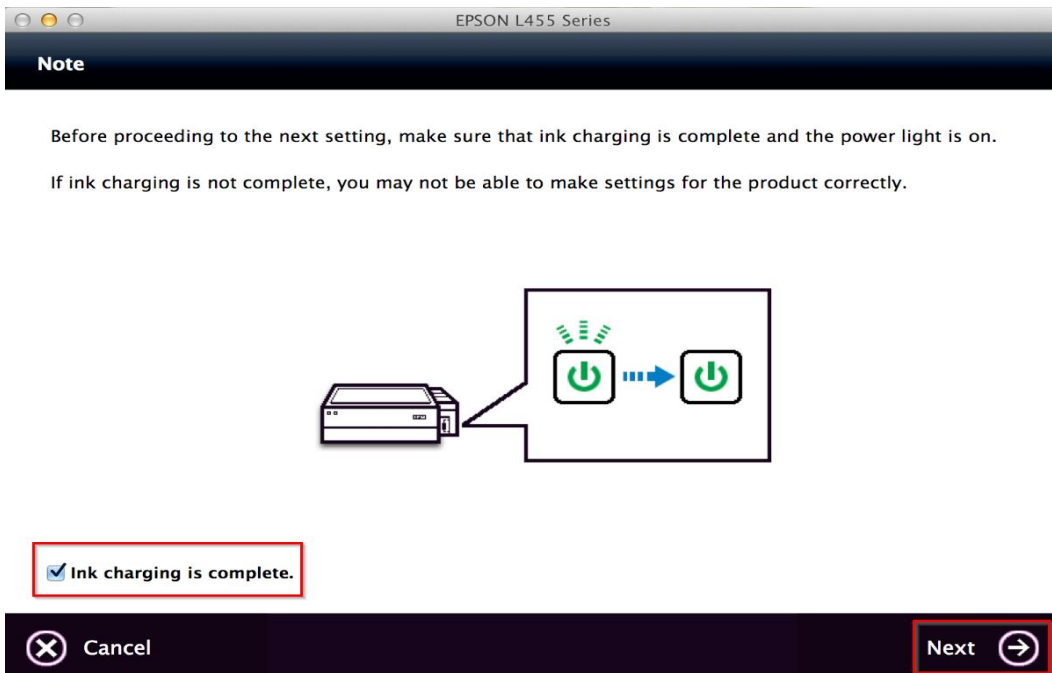 EPSON L455 Series
Note
Before proceeding to the next setting, make sure that ink charging is complete and the power light is on.
If ink charging is not complete, you may not be able to make settings for the product correctly.
Ink charging is complete.
Cancel
Next